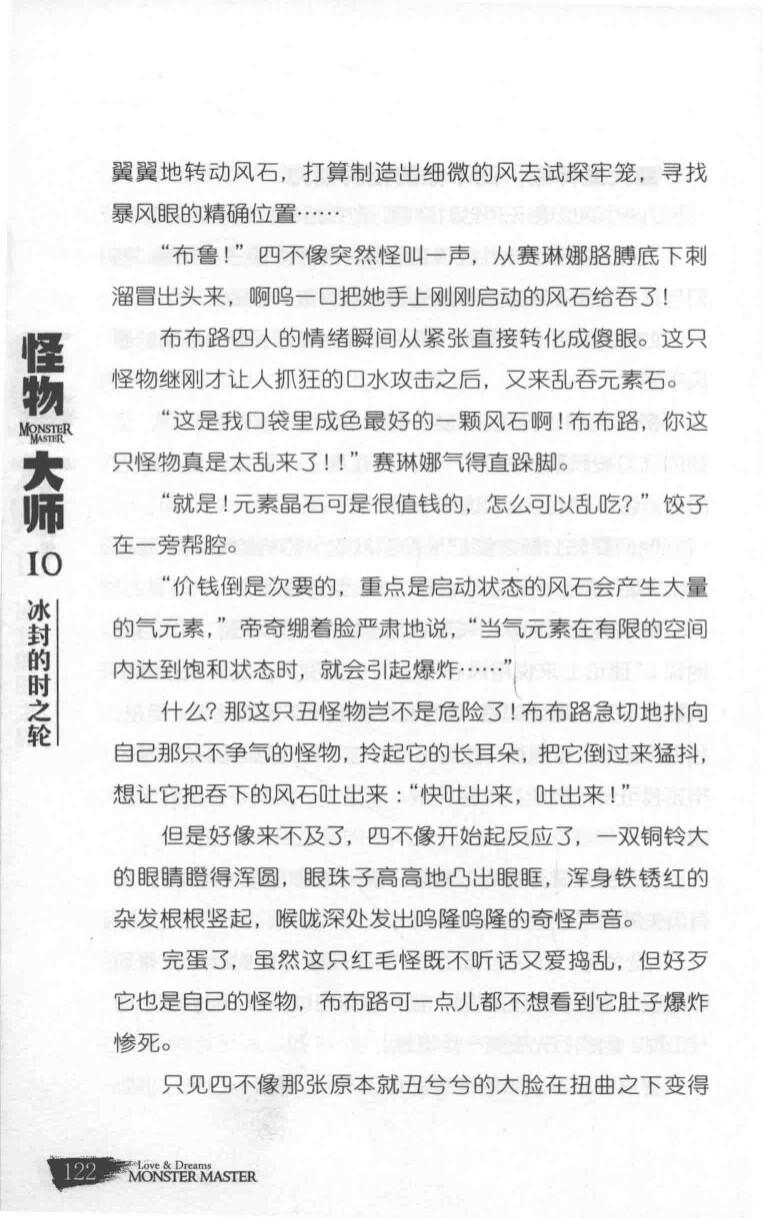 翼翼地转动风石，打算制造出细微的风去试探牢笼，寻找
暴风眼的精确位置……
“布鲁！”四不像突然怪叫一声，从赛琳娜胳膊底下刺
溜冒出头来，啊呜一口把她手上刚刚启动的风石给吞了！
布布路四人的情绪瞬间从紧张直接转化成傻眼。这只
怪物继刚才让人抓狂的口水攻击之后，又来乱吞元素石。
“这是我口袋里成色最好的一颗风石啊！布布路，你这
只怪物真是太乱来了！！”赛琳娜气得直跺脚。
“就是！元素晶石可是很值钱的，怎么可以乱吃？”饺子
在一旁帮腔。
“价钱倒是次要的，重点是启动状态的风石会产生大量
的气元素，”帝奇绷着脸严肃地说，“当气元素在有限的空间
内达到饱和状态时，就会引起爆炸……”
什么？那这只丑怪物岂不是危险了！！布布路急切地扑向
自己那只不争气的怪物，拎起它的长耳朵，把它倒过来猛抖，
想让它把吞下的风石吐出来：“快吐出来，吐出来！”
但是好像来不及了，四不像开始起反应了，一双铜铃大
的眼睛瞪得浑圆，眼珠子高高地凸出眼眶，浑身铁锈红的
杂发根根竖起，喉咙深处发出呜隆呜隆的奇怪声音。
完蛋了，虽然这只红毛怪既不听话又爱捣乱，但好歹
它也是自己的怪物，布布路可一点儿都不想看到它肚子爆炸
惨死。
只见四不像那张原本就丑兮兮的大脸在扭曲之下变得
怪物
MONSTER
MASTER
大师
10
冰封的时之轮
122
Love & Dreams
MONSTER MASTER